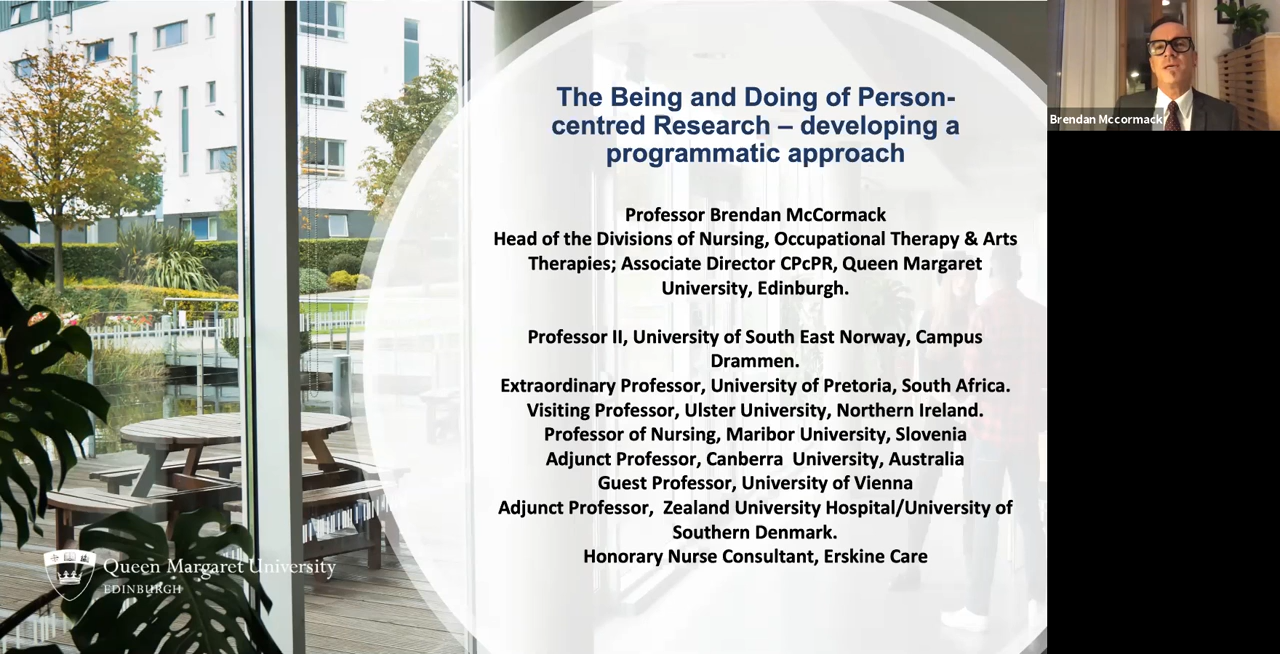 The Being and Doing of Person-
centred Research – developing a
programmatic approach
Professor Brendan McCormack
Head of the Divisions of Nursing, Occupational Therapy & Arts
Therapies; Associate Director CPcPR, Queen Margaret
University, Edinburgh.
Professor II, University of South East Norway, Campus
Drammen.
Extraordinary Professor, University of Pretoria, South Africa.
Visiting Professor, Ulster University, Northern Ireland.
Professor of Nursing, Maribor University, Slovenia
Adjunct Professor, Canberra  University, Australia
Guest Professor, University of Vienna
Adjunct Professor,  Zealand University Hospital/University of
Southern Denmark.
Honorary Nurse Consultant, Erskine Care
Queen Margaret University
EDINBURGH
Brendan Mccormack